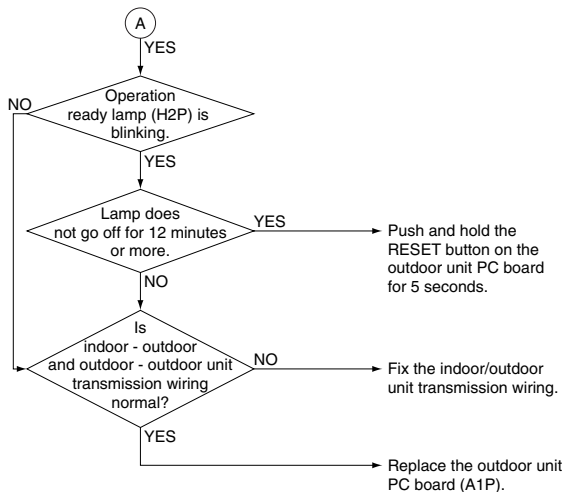 A
YES
NO
Operation
ready lamp (H2P) is
blinking.
YES
Lamp does
not go off for 12 minutes
or more.
YES
Push and hold the
RESET button on the
outdoor unit PC board
for 5 seconds.
NO
Is
indoor - outdoor
and outdoor - outdoor unit
transmission wiring
normal?
NO
Fix the indoor/outdoor
unit transmission wiring.
YES
Replace the outdoor unit
PC board (A1P).